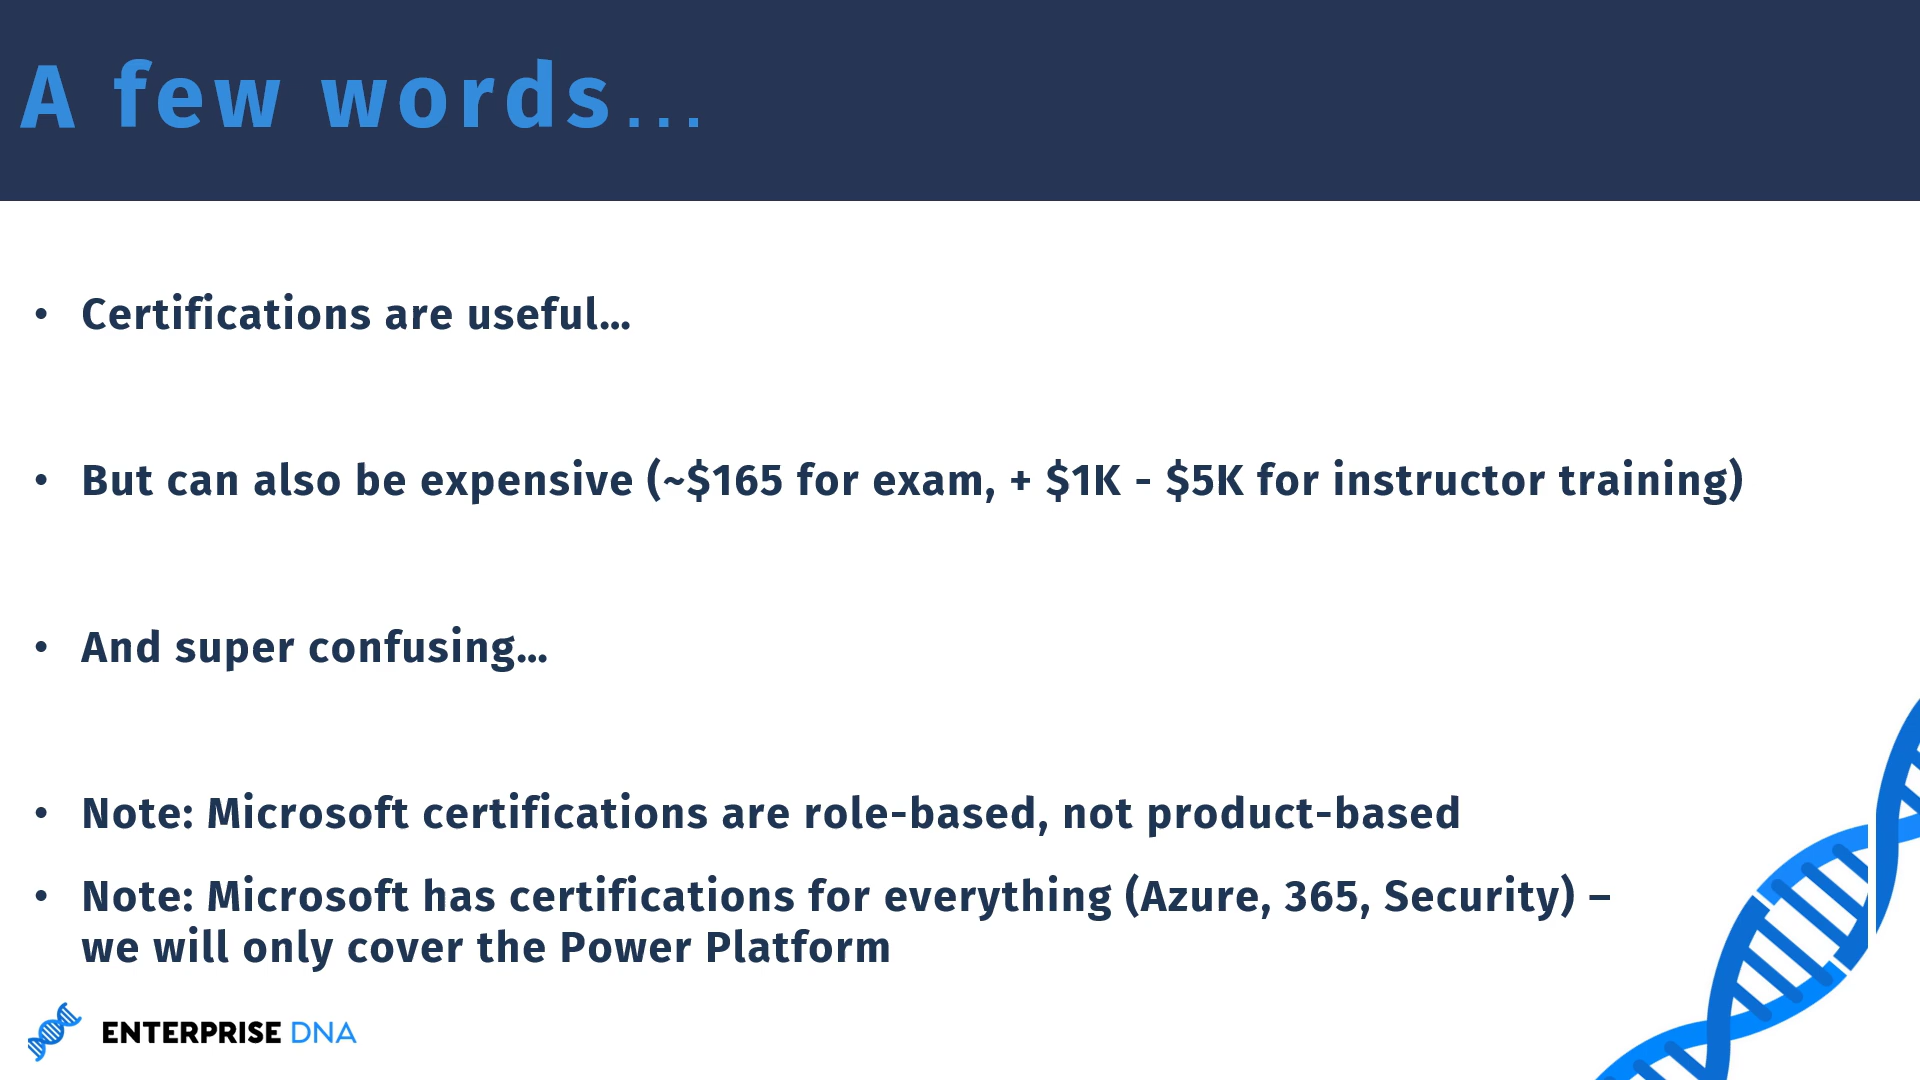 A few words…
• Certifications are useful…
• But can also be expensive (~$165 for exam, + $1K - $5K for instructor training)
• And super confusing…
• Note: Microsoft certifications are role-based, not product-based
• Note: Microsoft has certifications for everything (Azure, 365, Security) –
we will only cover the Power Platform
ENTERPRISE DNA